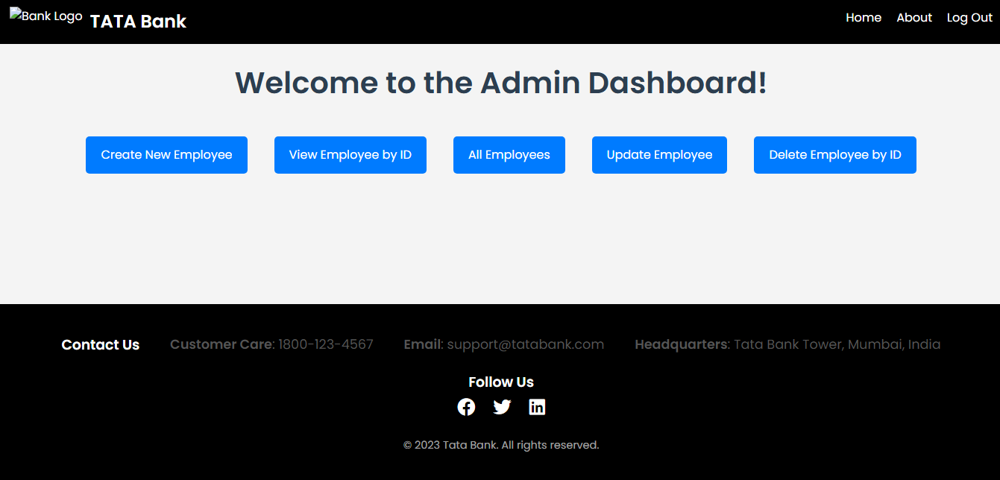 Bank Logo TATA Bank Home About Log Out
Welcome to the Admin Dashboard!
Create New Employee View Employee by ID All Employees Update Employee Delete Employee by ID
Contact Us Customer Care: 1800-123-4567 Email: support@tatabank.com Headquarters: Tata Bank Tower, Mumbai, India
Follow Us
© 2023 Tata Bank. All rights reserved.